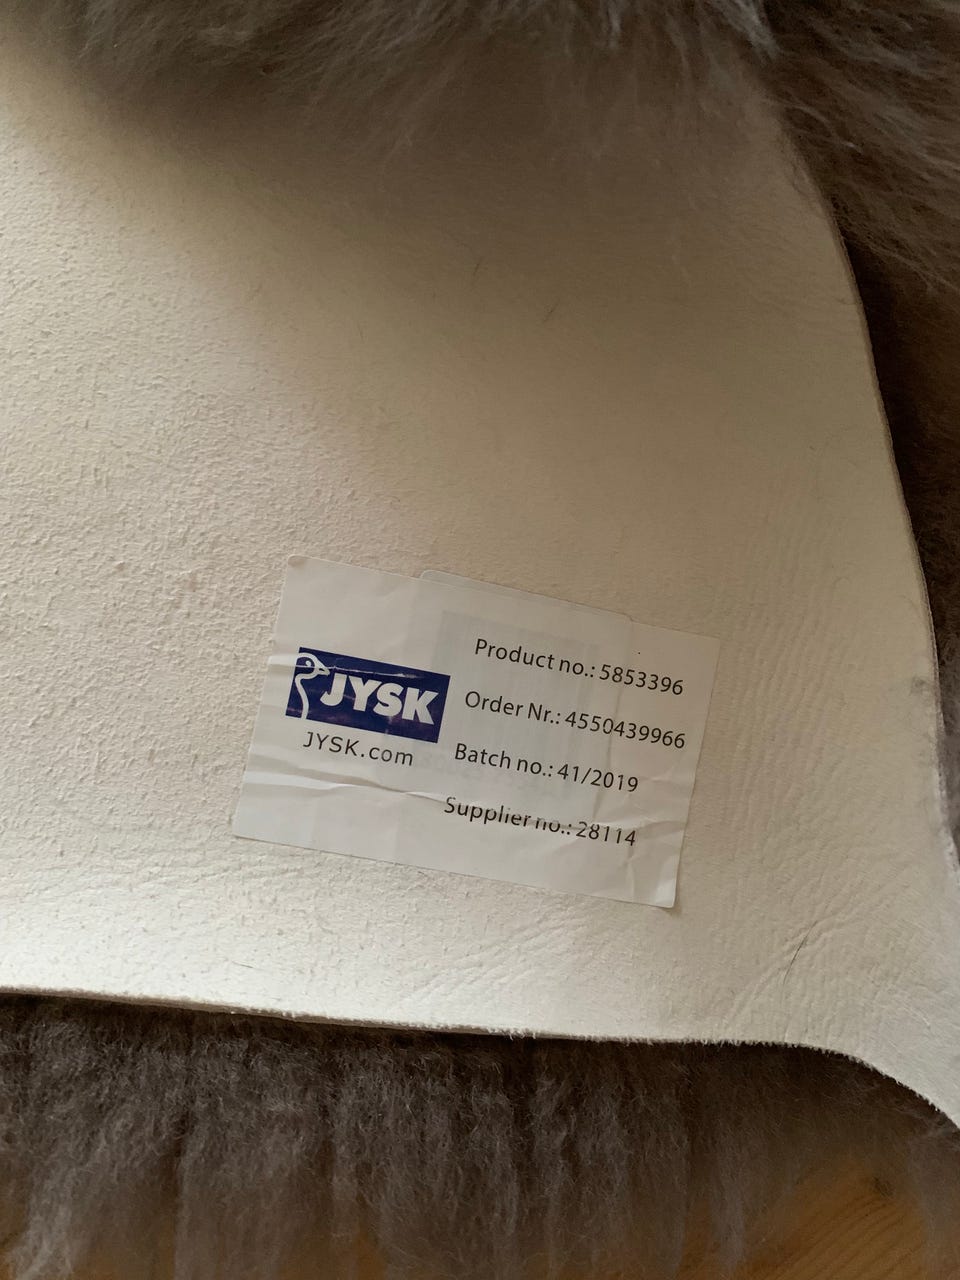 JYSK
JYSK.com
Product no.: 5853396
Order Nr.: 4550439966
Batch no.: 41/2019
Supplier no.: 28114